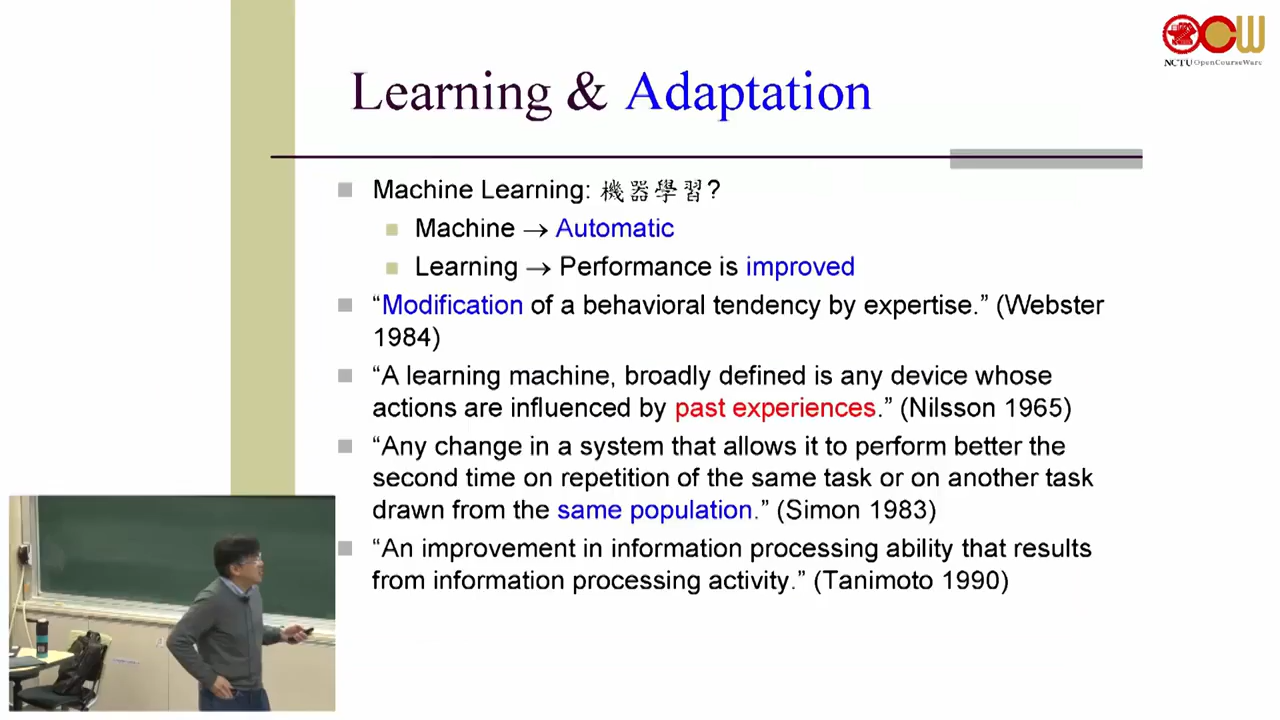 NCTU OpenCourseWare
Learning & Adaptation
Machine Learning: 機器學習?
Machine → Automatic
Learning → Performance is improved
“Modification of a behavioral tendency by expertise.” (Webster
1984)
“A learning machine, broadly defined is any device whose
actions are influenced by past experiences.” (Nilsson 1965)
“Any change in a system that allows it to perform better the
second time on repetition of the same task or on another task
drawn from the same population.” (Simon 1983)
“An improvement in information processing ability that results
from information processing activity.” (Tanimoto 1990)